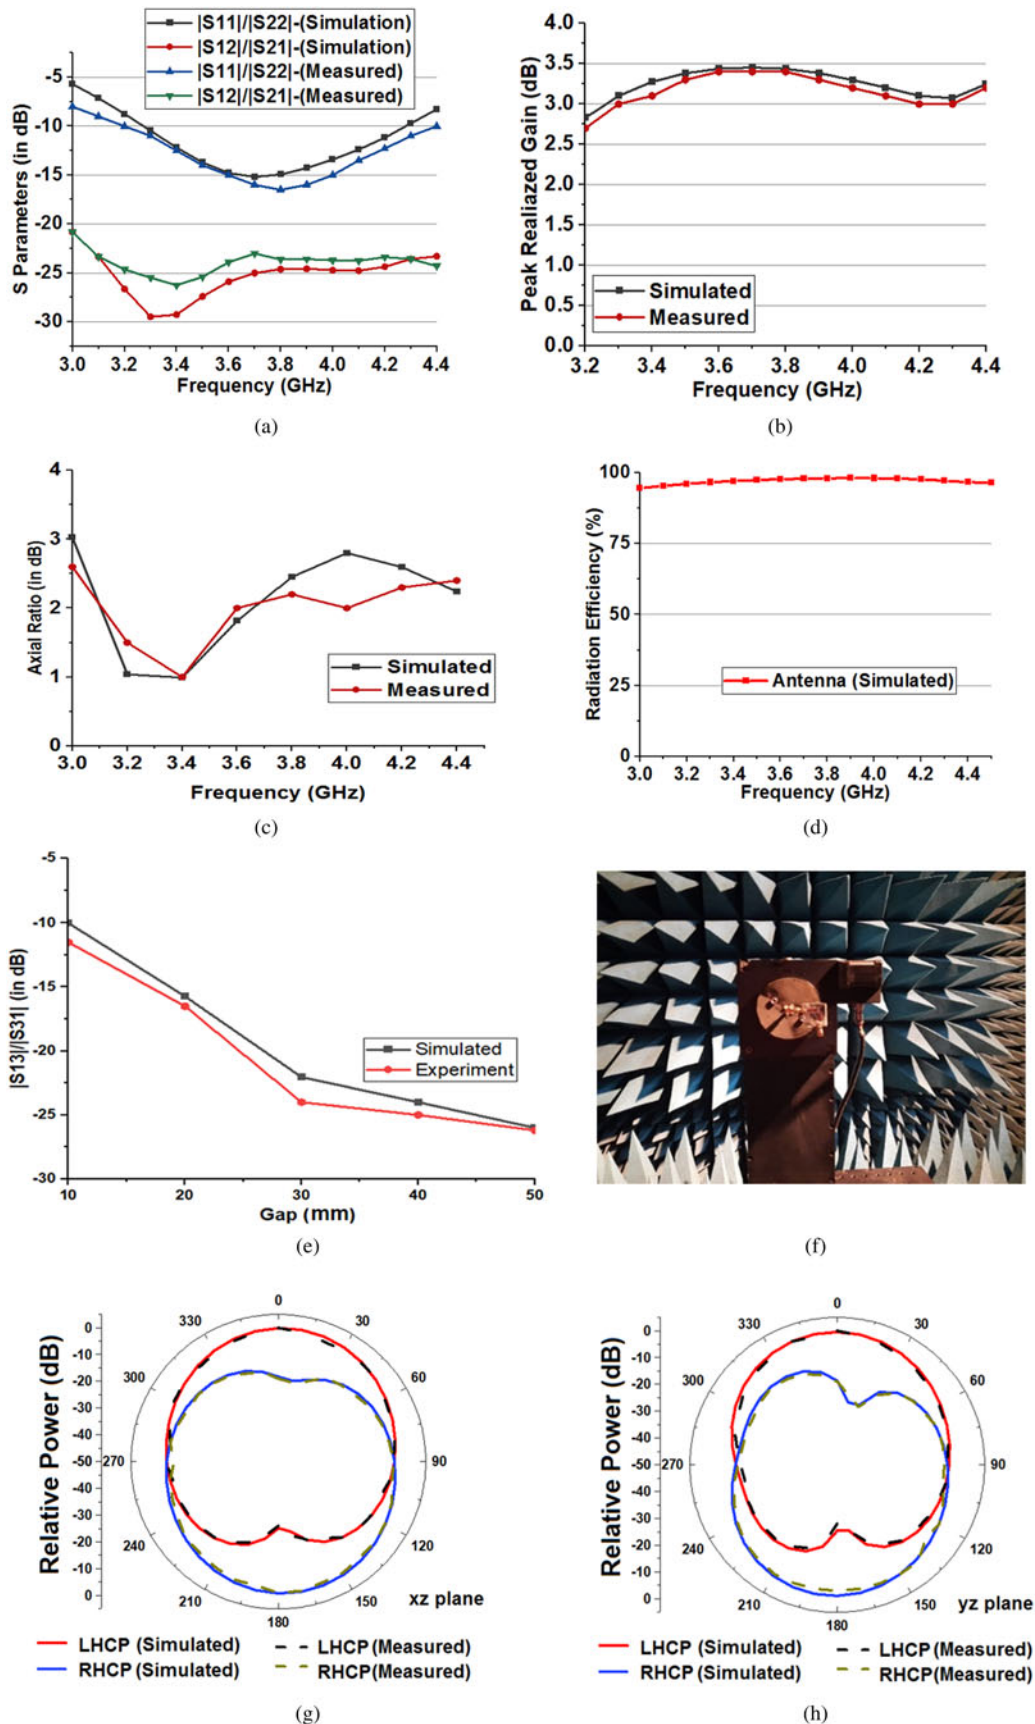 |S11|/|S22|-(Simulation)
|S12|/|S21|-(Simulation)
|S11|/|S22|-(Measured)
|S12|/|S21|-(Measured)
S Parameters (in dB)
-5
-10
-15
-20
-25
-30
3.0 3.2 3.4 3.6 3.8 4.0 4.2 4.4
Frequency (GHz)
(a)
Peak Realiazed Gain (dB)
4.0
3.5
3.0
2.5
2.0
1.5
1.0
0.5
0.0
Simulated
Measured
3.2 3.4 3.6 3.8 4.0 4.2 4.4
Frequency (GHz)
(b)
Axial Ratio (in dB)
4
3
2
1
0
Simulated
Measured
3.0 3.2 3.4 3.6 3.8 4.0 4.2 4.4
Frequency (GHz)
(c)
Radiation Efficiency (%)
100
75
50
25
0
Antenna (Simulated)
3.0 3.2 3.4 3.6 3.8 4.0 4.2 4.4
Frequency (GHz)
(d)
|S13|/|S31| (in dB)
-5
-10
-15
-20
-25
-30
Simulated
Experiment
10 20 30 40 50
Gap (mm)
(e)
(f)
Relative Power (dB)
0
-10
-20
-30
-40
-50
-40
-30
-20
-10
0
0
30
60
90
120
150
180
210
240
270
300
330
xz plane
LHCP (Simulated)
LHCP (Measured)
RHCP (Simulated)
RHCP(Measured)
(g)
Relative Power (dB)
0
-10
-20
-30
-40
-50
-40
-30
-20
-10
0
0
30
60
90
120
150
180
210
240
270
300
330
yz plane
LHCP (Simulated)
LHCP (Measured)
RHCP (Simulated)
RHCP(Measured)
(h)